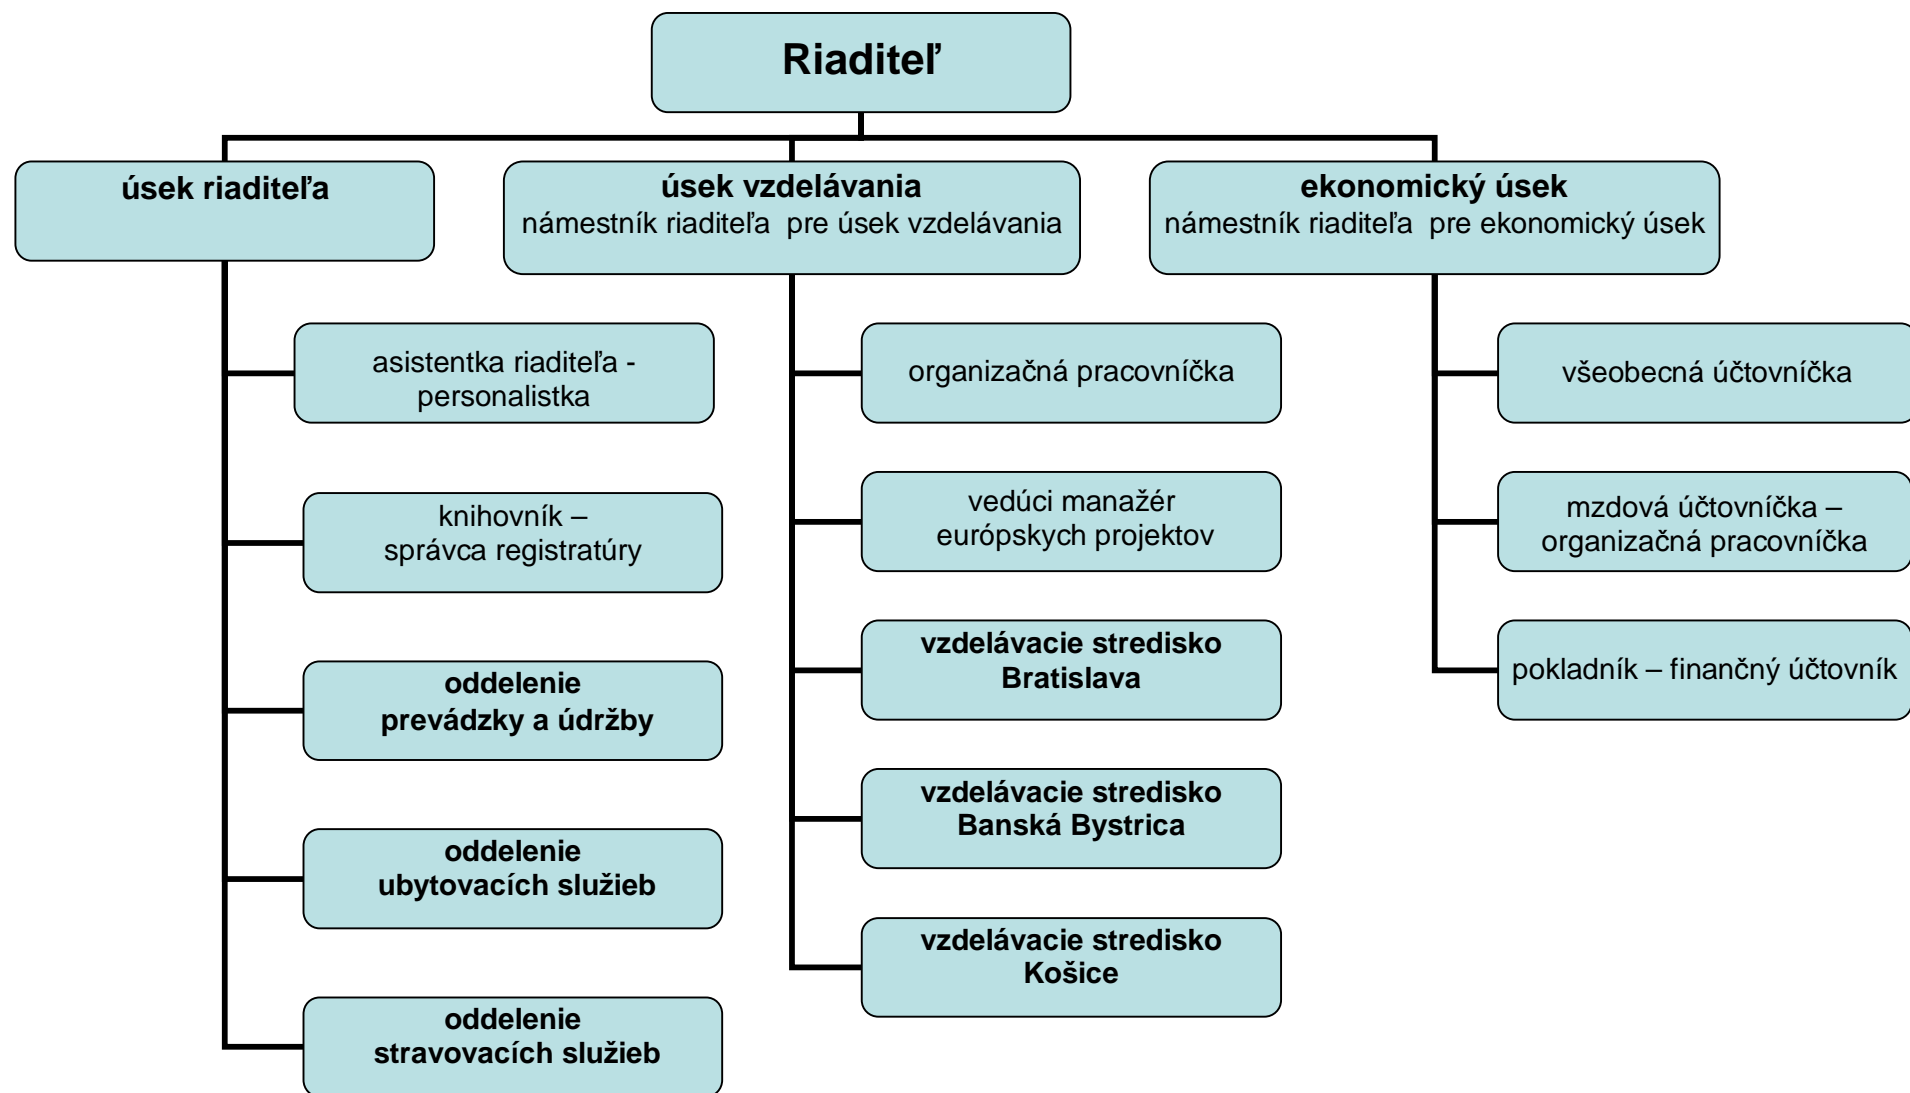 Riaditeľ
úsek riaditeľa
úsek vzdelávania
námestník riaditeľa  pre úsek vzdelávania
ekonomický úsek
námestník riaditeľa  pre ekonomický úsek
asistentka riaditeľa -
personalistka
knihovník –
správca registratúry
oddelenie
prevádzky a údržby
oddelenie
ubytovacích služieb
oddelenie
stravovacích služieb
organizačná pracovníčka
vedúci manažér
európskych projektov
vzdelávacie stredisko
Bratislava
vzdelávacie stredisko
Banská Bystrica
vzdelávacie stredisko
Košice
všeobecná účtovníčka
mzdová účtovníčka –
organizačná pracovníčka
pokladník – finančný účtovník